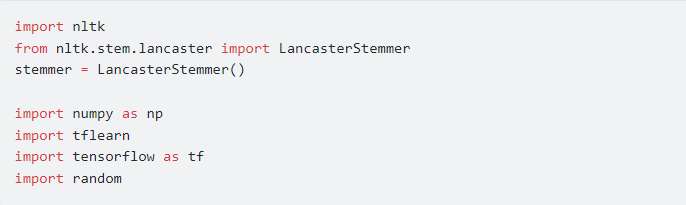 import nltk
from nltk.stem.lancaster import LancasterStemmer
stemmer = LancasterStemmer()
import numpy as np
import tflearn
import tensorflow as tf
import random